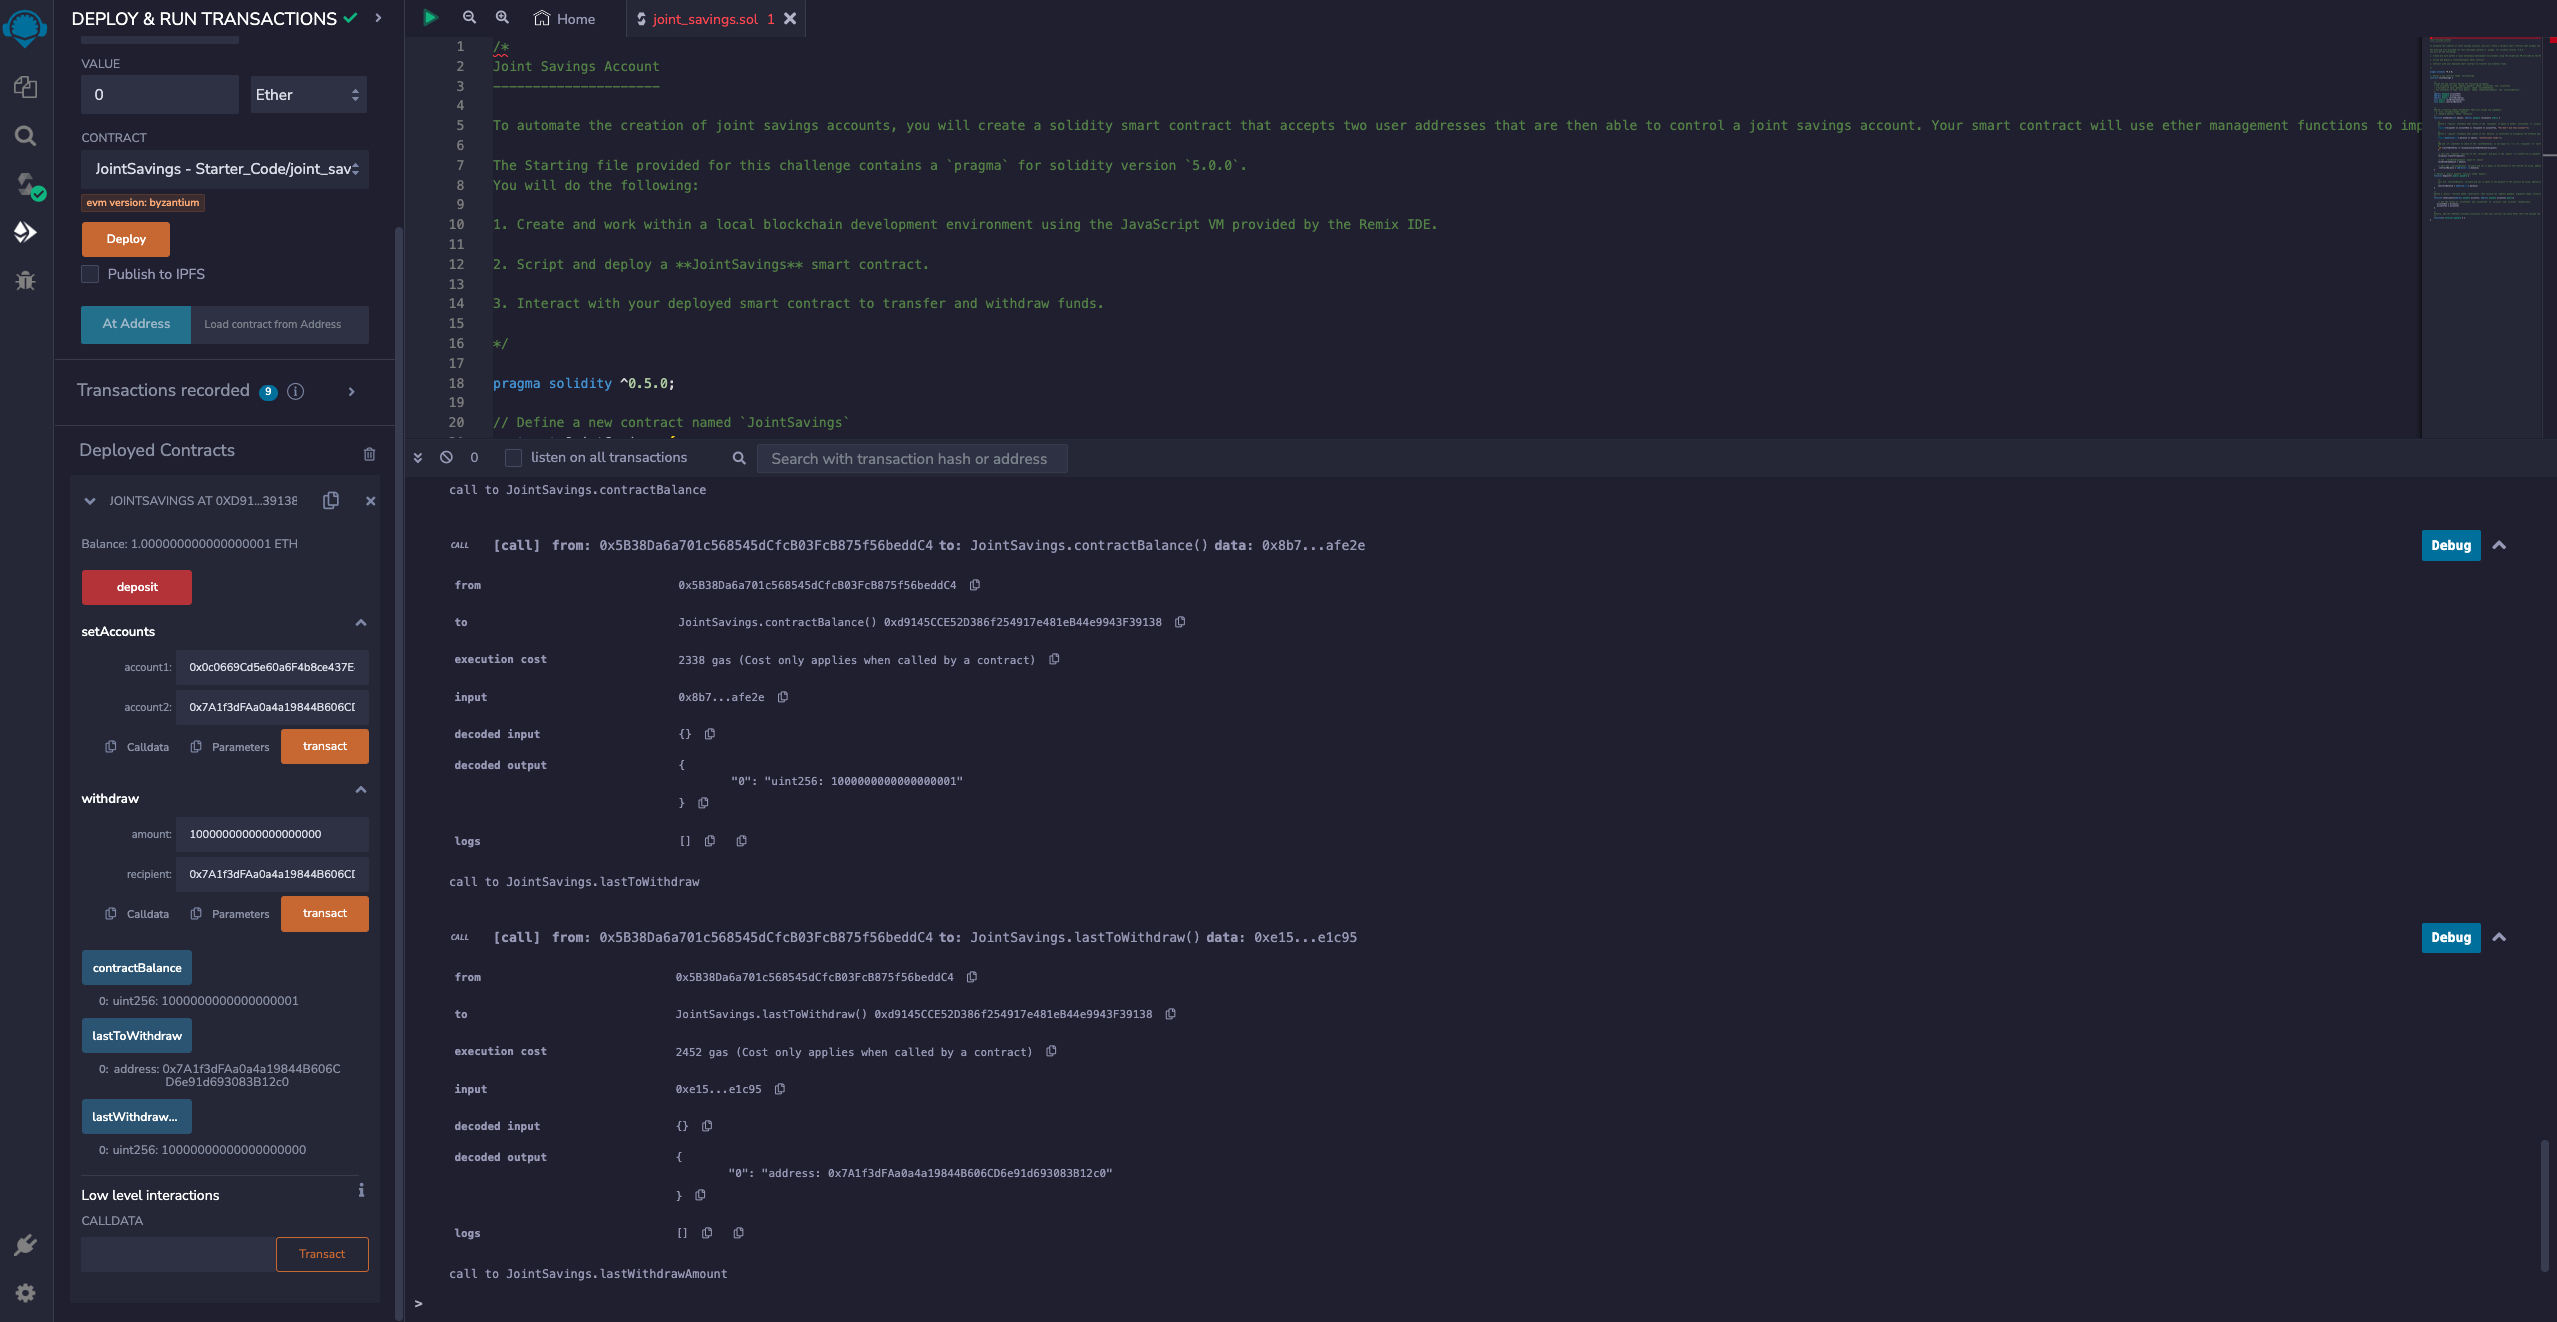 DEPLOY & RUN TRANSACTIONS
VALUE
0
Ether
CONTRACT
JointSavings - Starter_Code/joint_sav
evm version: byzantium
Deploy
Publish to IPFS
At Address
Load contract from Address
Transactions recorded 9
Deployed Contracts
JOINTSAVINGS AT 0XD91...39138
Balance: 1.000000000000000001 ETH
deposit
setAccounts
account1: 0x0c0669Cd5e60a6F4b8ce437E
account2: 0x7A1f3dFAa0a4a19844B606CD
Calldata Parameters transact
withdraw
amount: 10000000000000000000
recipient: 0x7A1f3dFAa0a4a19844B606CD
Calldata Parameters transact
contractBalance
0: uint256: 1000000000000000001
lastToWithdraw
0: address: 0x7A1f3dFAa0a4a19844B606C
D6e91d693083B12c0
lastWithdraw...
0: uint256: 10000000000000000000
Low level interactions
CALLDATA
Transact
Home
joint_savings.sol 1
1 /*
2 Joint Savings Account
3 ---------------------
4
5 To automate the creation of joint savings accounts, you will create a solidity smart contract that accepts two user addresses that are then able to control a joint savings account. Your smart contract will use ether management functions to imp
6
7 The Starting file provided for this challenge contains a `pragma` for solidity version `5.0.0`.
8 You will do the following:
9
10 1. Create and work within a local blockchain development environment using the JavaScript VM provided by the Remix IDE.
11
12 2. Script and deploy a **JointSavings** smart contract.
13
14 3. Interact with your deployed smart contract to transfer and withdraw funds.
15
16 */
17
18 pragma solidity ^0.5.0;
19
20 // Define a new contract named `JointSavings`
0
listen on all transactions
Search with transaction hash or address
call to JointSavings.contractBalance
CALL [call] from: 0x5B38Da6a701c568545dCfcB03FcB875f56beddC4 to: JointSavings.contractBalance() data: 0x8b7...afe2e
Debug
from 0x5B38Da6a701c568545dCfcB03FcB875f56beddC4
to JointSavings.contractBalance() 0xd9145CCE52D386f254917e481eB44e9943F39138
execution cost 2338 gas (Cost only applies when called by a contract)
input 0x8b7...afe2e
decoded input {}
decoded output {
"0": "uint256: 1000000000000000001"
}
logs []
call to JointSavings.lastToWithdraw
CALL [call] from: 0x5B38Da6a701c568545dCfcB03FcB875f56beddC4 to: JointSavings.lastToWithdraw() data: 0xe15...e1c95
Debug
from 0x5B38Da6a701c568545dCfcB03FcB875f56beddC4
to JointSavings.lastToWithdraw() 0xd9145CCE52D386f254917e481eB44e9943F39138
execution cost 2452 gas (Cost only applies when called by a contract)
input 0xe15...e1c95
decoded input {}
decoded output {
"0": "address: 0x7A1f3dFAa0a4a19844B606CD6e91d693083B12c0"
}
logs []
call to JointSavings.lastWithdrawAmount
>